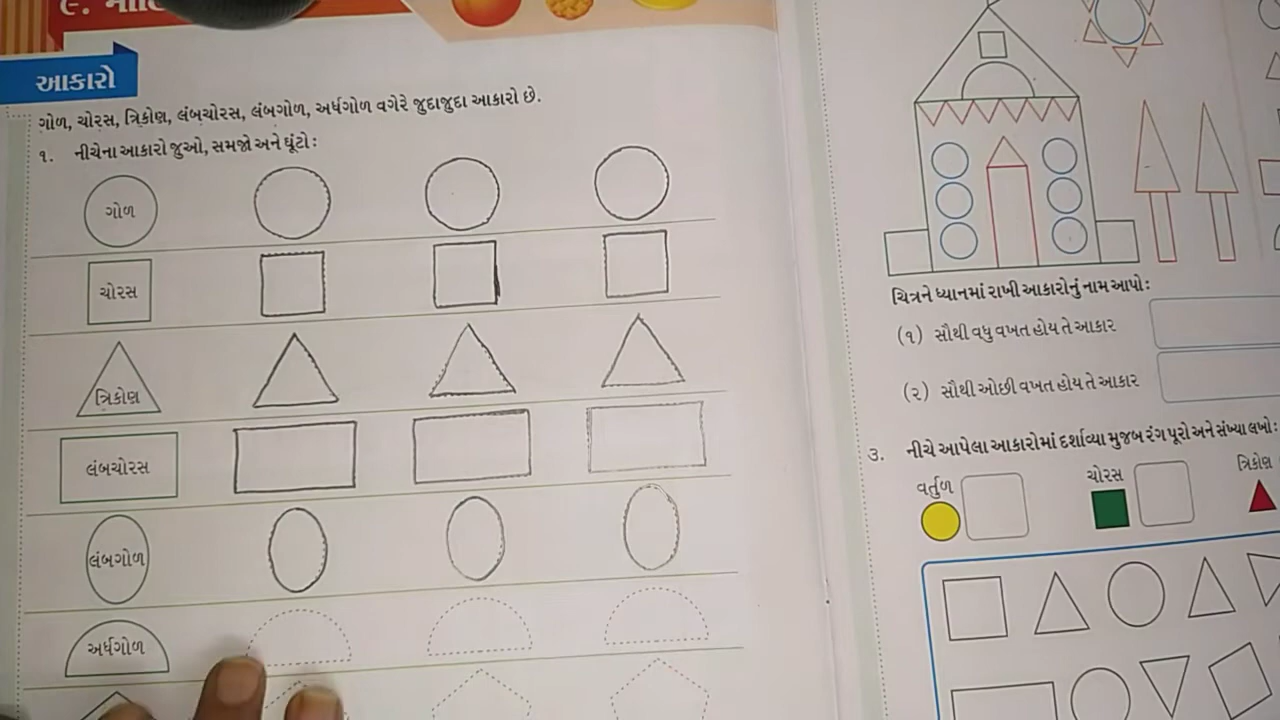 આકારો
ગોળ, ચોરસ, ત્રિકોણ, લંબચોરસ, લંબગોળ, અર્ધગોળ વગેરે જુદાજુદા આકારો છે.
૧. નીચેના આકારો જુઓ, સમજો અને ઘૂંટો :
ગોળ
ચોરસ
ત્રિકોણ
લંબચોરસ
લંબગોળ
અર્ધગોળ
ચિત્રને ધ્યાનમાં રાખી આકારોનું નામ આપો :
(૧) સૌથી વધુ વખત હોય તે આકાર
(૨) સૌથી ઓછી વખત હોય તે આકાર
૩. નીચે આપેલા આકારોમાં દર્શાવ્યા મુજબ રંગ પૂરો અને સંખ્યા લખો :
વર્તુળ ચોરસ ત્રિકોણ